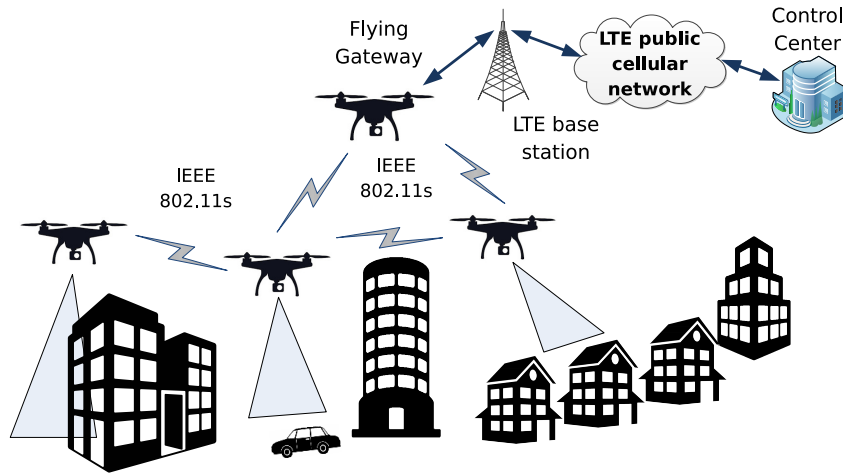 Flying
Gateway
LTE public
cellular
network
Control
Center
LTE base
station
IEEE
802.11s
IEEE
802.11s